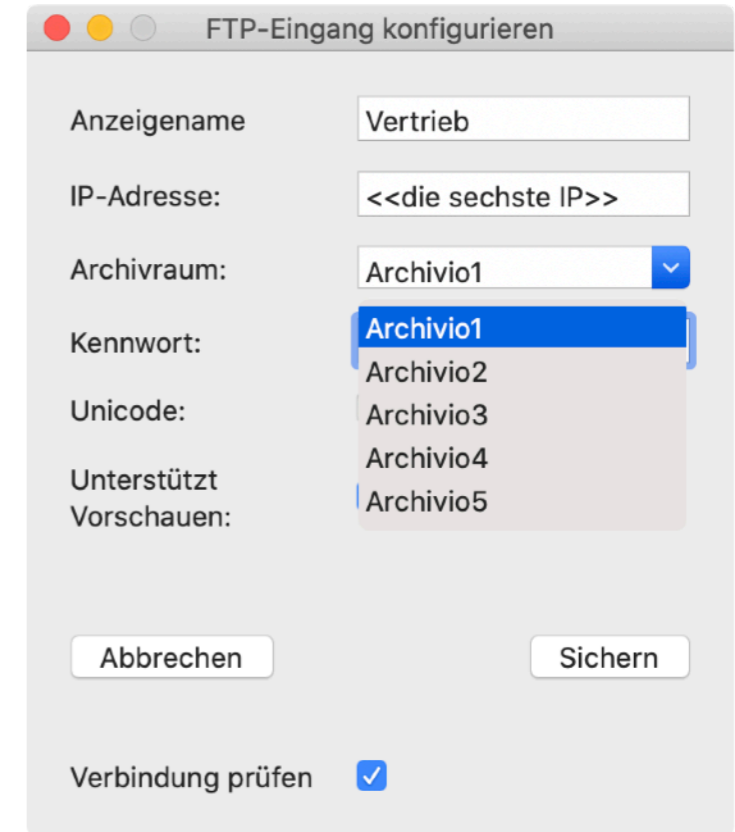 FTP-Eingang konfigurieren
Anzeigename
Vertrieb
IP-Adresse:
<<die sechste IP>>
Archivraum:
Archivio1
Kennwort:
Archivio1
Archivio2
Unicode:
Archivio3
Archivio4
Unterstützt
Vorschauen:
Archivio5
Abbrechen
Sichern
Verbindung prüfen